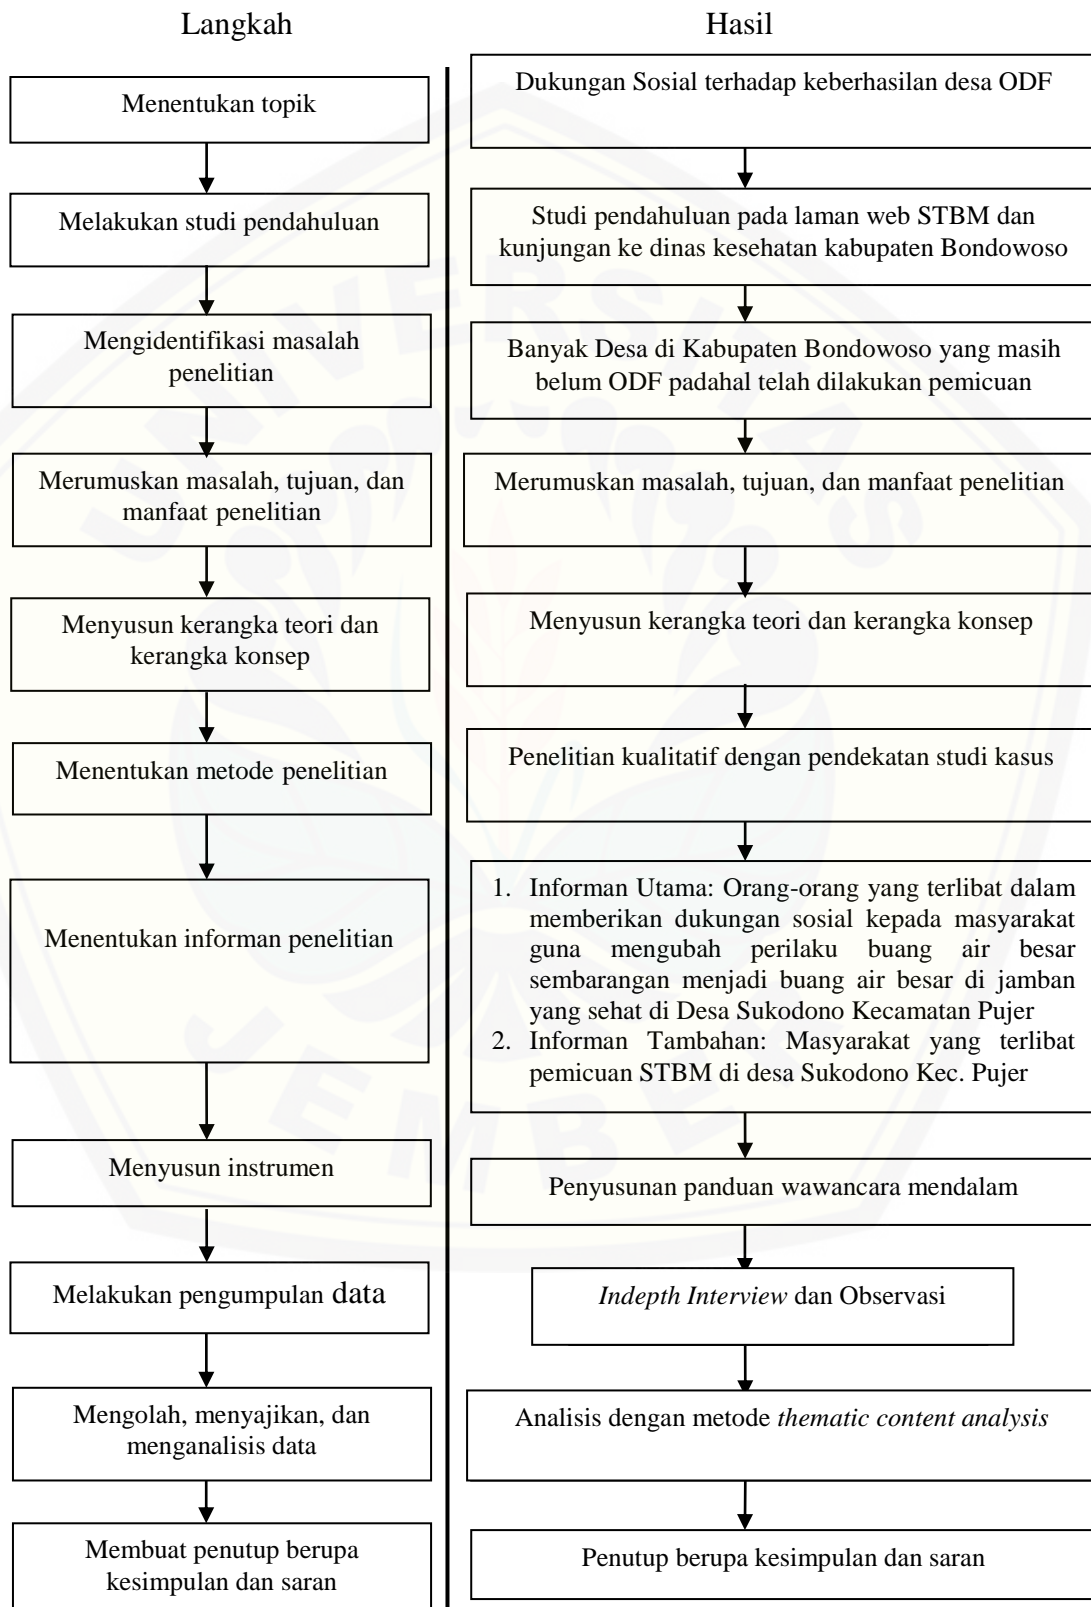 Langkah
Hasil
Menentukan topik
Dukungan Sosial terhadap keberhasilan desa ODF
Melakukan studi pendahuluan
Studi pendahuluan pada laman web STBM dan
kunjungan ke dinas kesehatan kabupaten Bondowoso
Mengidentifikasi masalah
penelitian
Banyak Desa di Kabupaten Bondowoso yang masih
belum ODF padahal telah dilakukan pemicuan
Merumuskan masalah, tujuan, dan
manfaat penelitian
Merumuskan masalah, tujuan, dan manfaat penelitian
Menyusun kerangka teori dan
kerangka konsep
Menyusun kerangka teori dan kerangka konsep
Menentukan metode penelitian
Penelitian kualitatif dengan pendekatan studi kasus
Menentukan informan penelitian
1. Informan Utama: Orang-orang yang terlibat dalam
memberikan dukungan sosial kepada masyarakat
guna mengubah perilaku buang air besar
sembarangan menjadi buang air besar di jamban
yang sehat di Desa Sukodono Kecamatan Pujer
2. Informan Tambahan: Masyarakat yang terlibat
pemicuan STBM di desa Sukodono Kec. Pujer
Menyusun instrumen
Penyusunan panduan wawancara mendalam
Melakukan pengumpulan data
Indepth Interview dan Observasi
Mengolah, menyajikan, dan
menganalisis data
Analisis dengan metode thematic content analysis
Membuat penutup berupa
kesimpulan dan saran
Penutup berupa kesimpulan dan saran
UNIVERSITAS
JEMBER